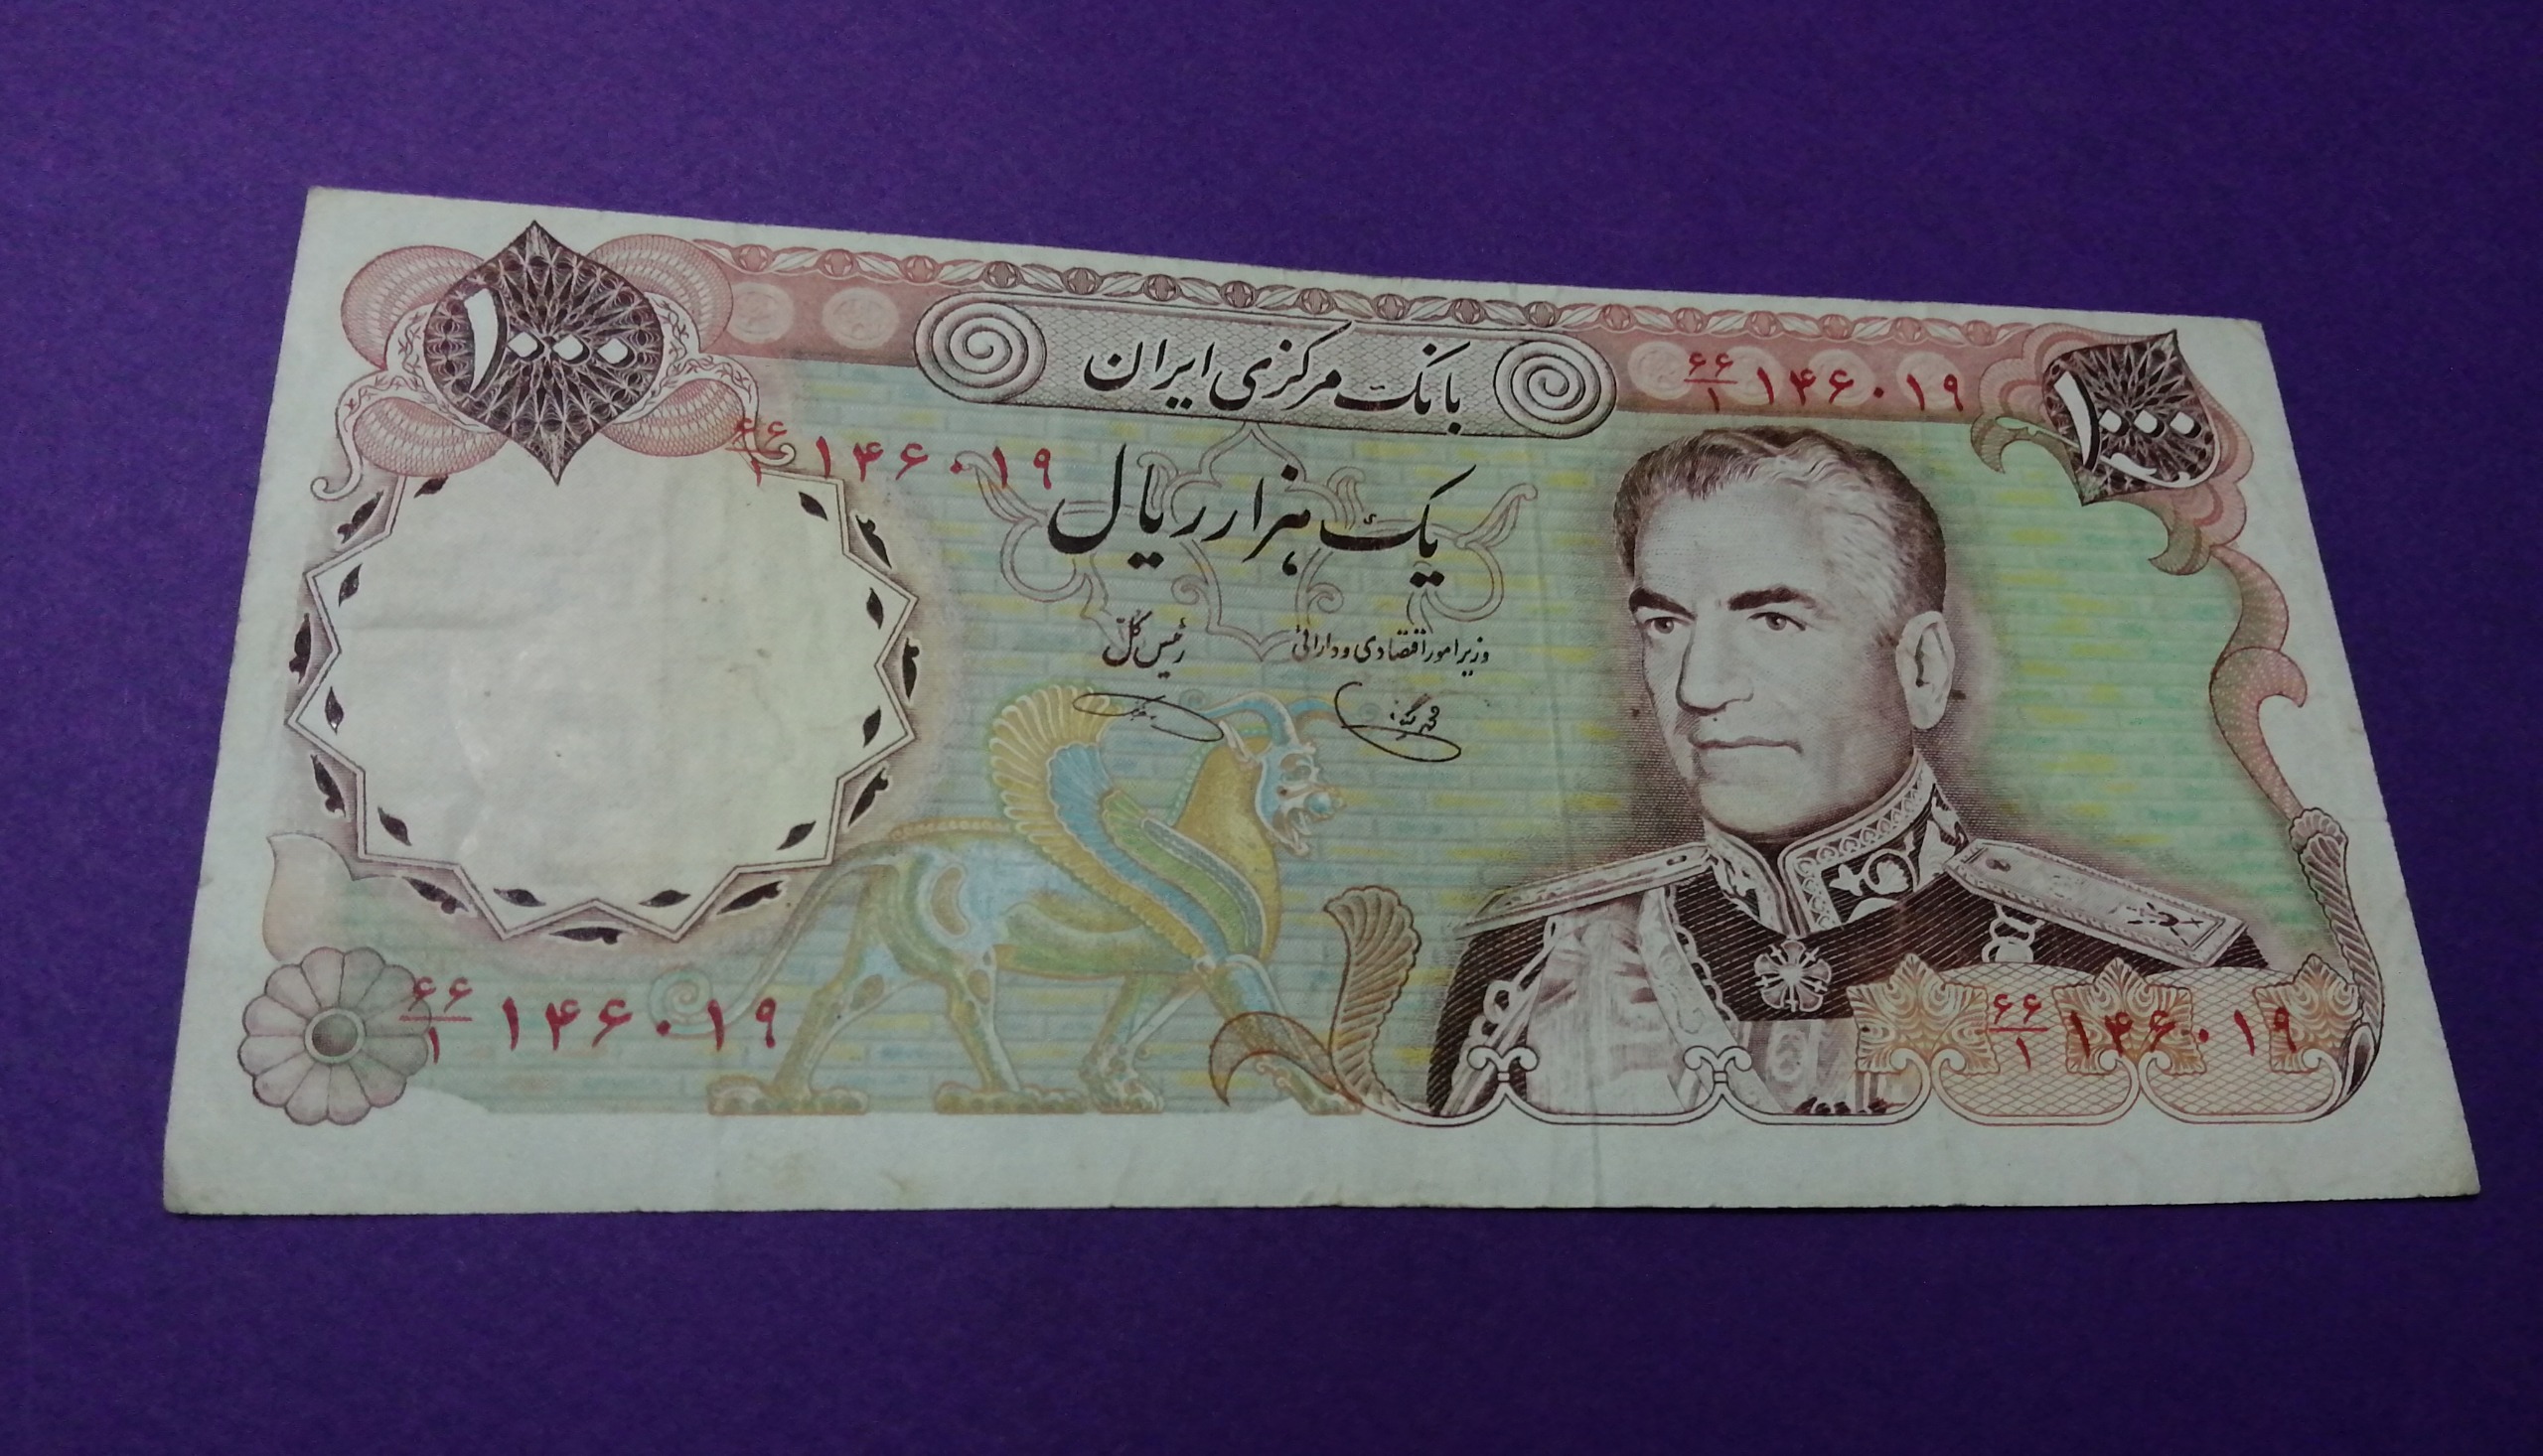 ۱۰۰۰
بانک مرکزی ایران
۶۶/۱ ۱۴۶۰۱۹
۱۰۰۰
۶۶/۱ ۱۴۶۰۱۹
یک هزار ریال
وزیر امور اقتصادی و دارائی
رئیس کل
۶۶/۱ ۱۴۶۰۱۹
۶۶/۱ ۱۴۶۰۱۹